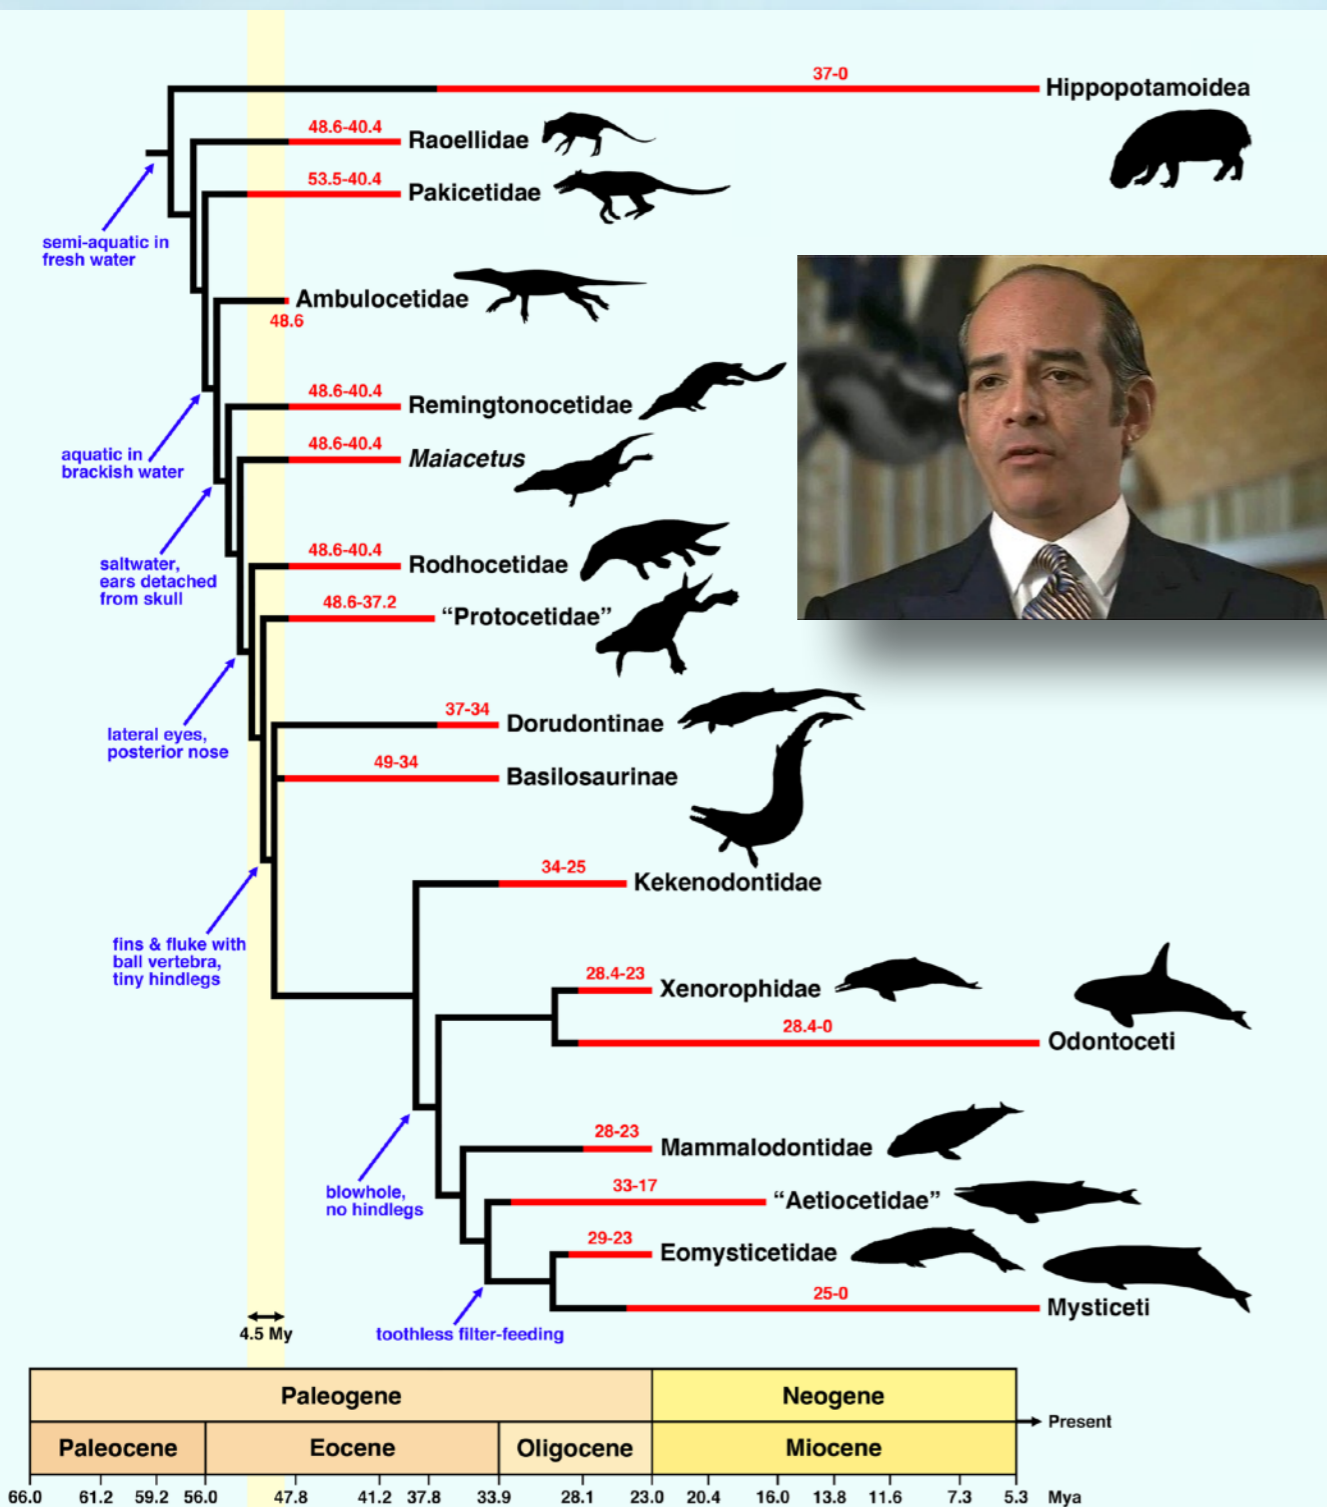 37-0
Hippopotamoidea
48.6-40.4
Raoellidae
53.5-40.4
Pakicetidae
semi-aquatic in
fresh water
Ambulocetidae
48.6
48.6-40.4
Remingtonocetidae
aquatic in
brackish water
48.6-40.4
Maiacetus
saltwater,
ears detached
from skull
48.6-40.4
Rodhocetidae
48.6-37.2
“Protocetidae”
lateral eyes,
posterior nose
37-34
Dorudontinae
49-34
Basilosaurinae
34-25
Kekenodontidae
fins & fluke with
ball vertebra,
tiny hindlegs
28.4-23
Xenorophidae
28.4-0
Odontoceti
28-23
Mammalodontidae
blowhole,
no hindlegs
33-17
“Aetiocetidae”
29-23
Eomysticetidae
25-0
Mysticeti
4.5 My
toothless filter-feeding
Paleogene Neogene
Present
Paleocene Eocene Oligocene Miocene
66.0 61.2 59.2 56.0 47.8 41.2 37.8 33.9 28.1 23.0 20.4 16.0 13.8 11.6 7.3 5.3 Mya